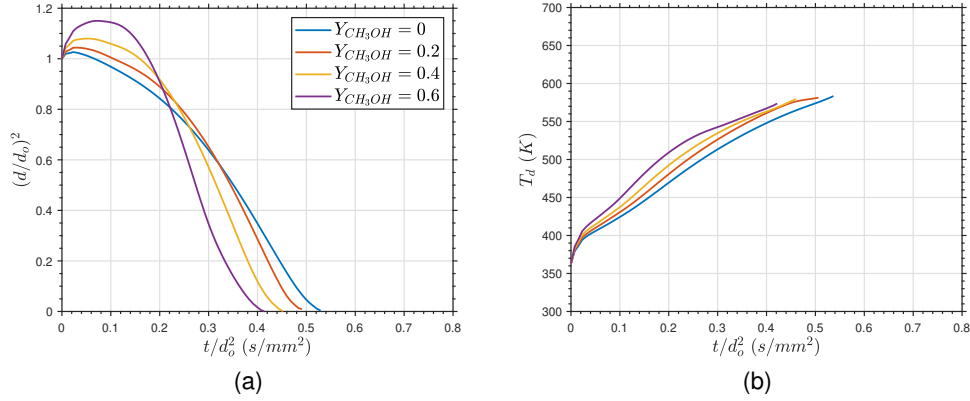 1.2
1
0.8
0.6
0.4
0.2
0
(d/d_o)^2
0 0.1 0.2 0.3 0.4 0.5 0.6 0.7 0.8
t/d_o^2 (s/mm^2)
Y_{CH_3OH} = 0
Y_{CH_3OH} = 0.2
Y_{CH_3OH} = 0.4
Y_{CH_3OH} = 0.6
(a)
700
650
600
550
500
450
400
350
300
T_d (K)
0 0.1 0.2 0.3 0.4 0.5 0.6 0.7 0.8
t/d_o^2 (s/mm^2)
(b)